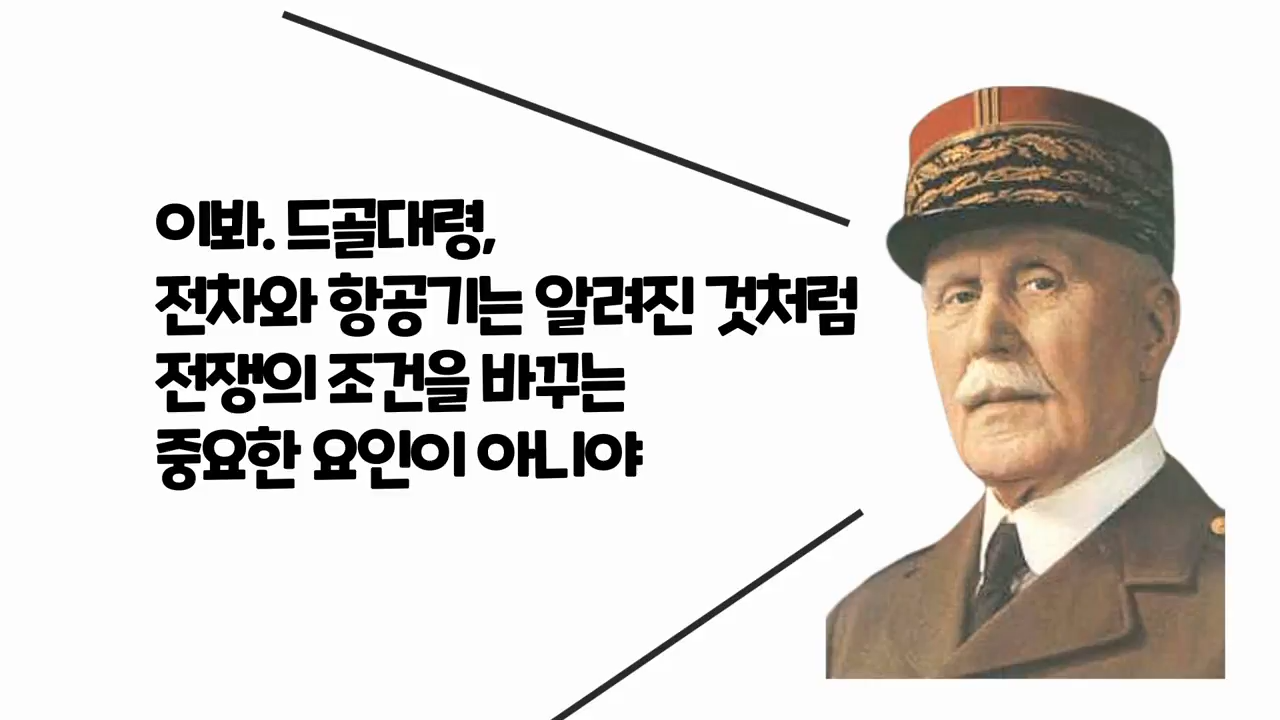 이봐. 드골대령,
전차와 항공기는 알려진 것처럼
전쟁의 조건을 바꾸는
중요한 요인이 아니야